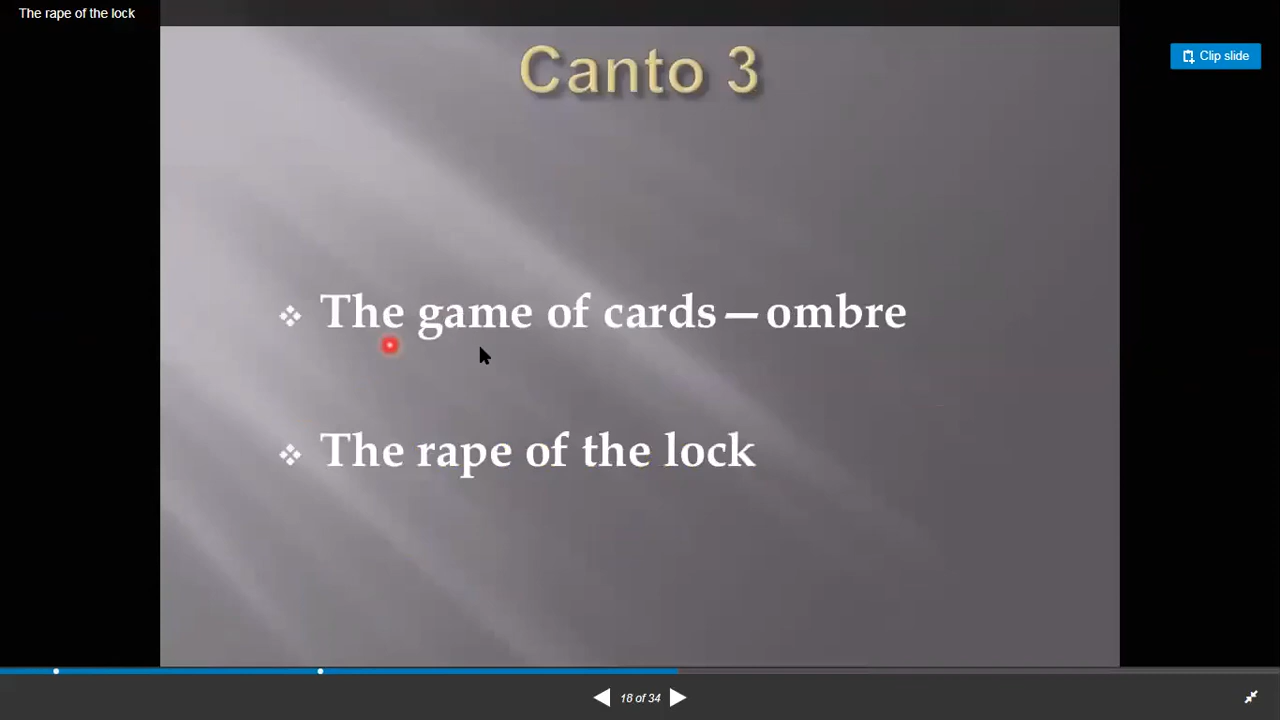 The rape of the lock
Clip slide
Canto 3
The game of cards—ombre
The rape of the lock
18 of 34